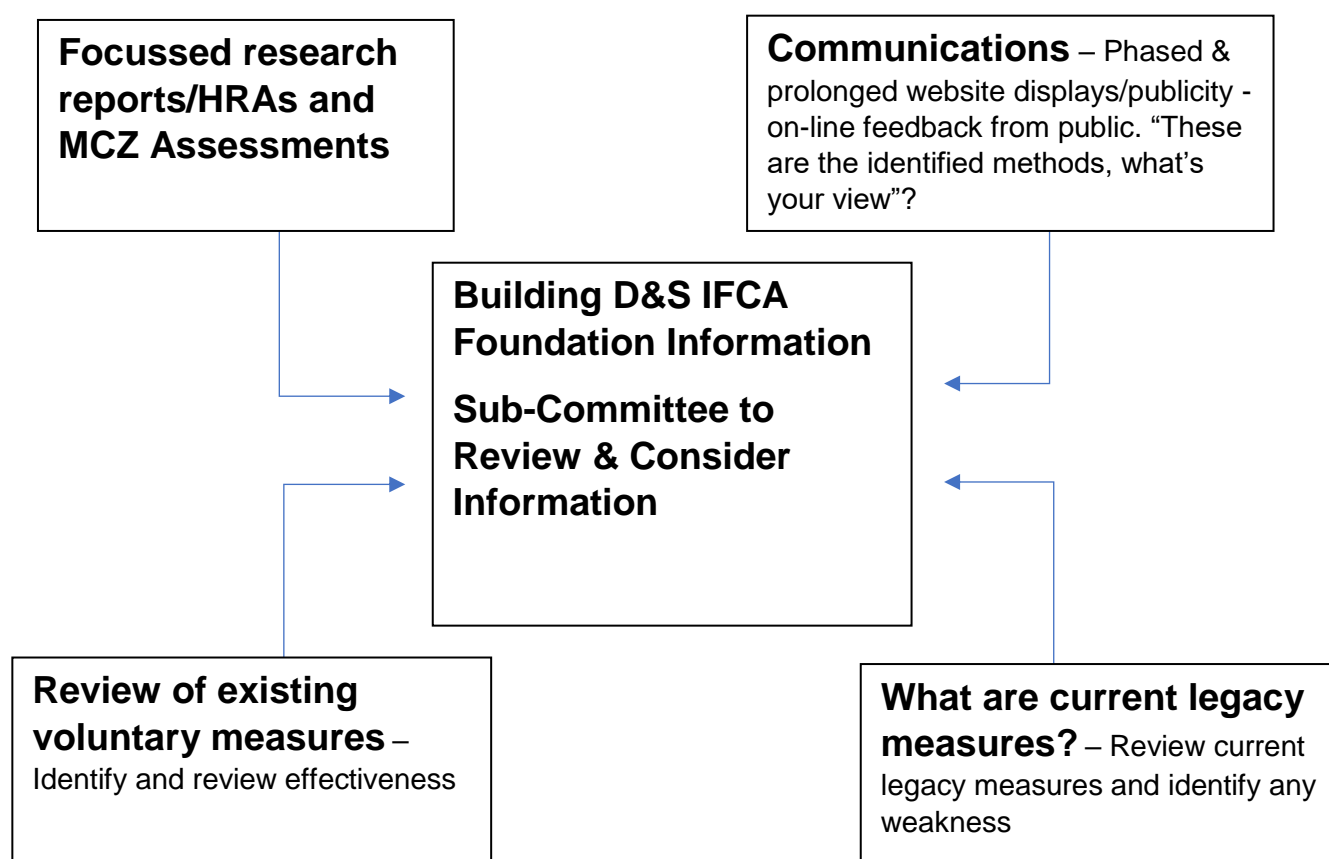 Focussed research
reports/HRAs and
MCZ Assessments
Communications – Phased &
prolonged website displays/publicity -
on-line feedback from public. “These
are the identified methods, what’s
your view”?
Building D&S IFCA
Foundation Information
Sub-Committee to
Review & Consider
Information
Review of existing
voluntary measures –
Identify and review effectiveness
What are current legacy
measures? – Review current
legacy measures and identify any
weakness